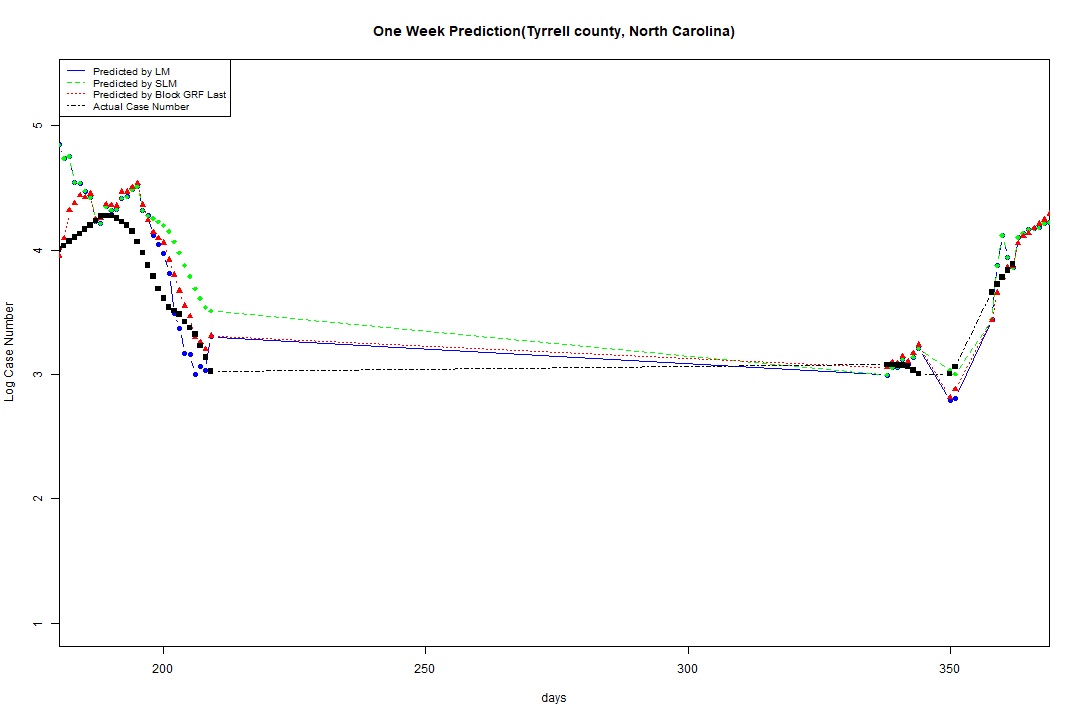 One Week Prediction(Tyrrell county, North Carolina)
Predicted by LM
Predicted by SLM
Predicted by Block GRF Last
Actual Case Number
5
4
3
2
1
Log Case Number
200 250 300 350
days